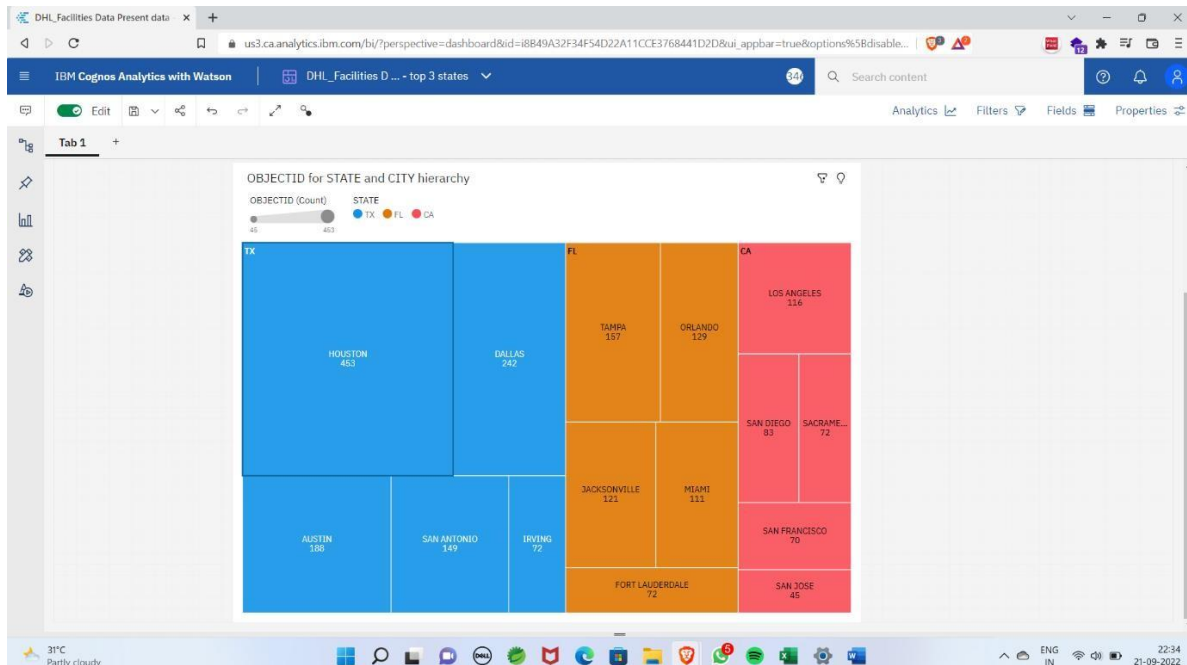 DHL_Facilities Data Present data
us3.ca.analytics.ibm.com/bi/?perspective=dashboard&id=i8B49A32F34F54D22A11CCE3768441D2D&ui_appbar=true&options%5Bdisable...
IBM Cognos Analytics with Watson
DHL_Facilities D ... - top 3 states
Search content
Edit
Analytics
Filters
Fields
Properties
Tab 1
OBJECTID for STATE and CITY hierarchy
OBJECTID (Count)
45
453
STATE
TX
FL
CA
TX
HOUSTON
453
DALLAS
242
AUSTIN
188
SAN ANTONIO
149
IRVING
72
FL
TAMPA
157
ORLANDO
129
JACKSONVILLE
121
MIAMI
111
FORT LAUDERDALE
72
CA
LOS ANGELES
116
SAN DIEGO
83
SACRAME...
72
SAN FRANCISCO
70
SAN JOSE
45
31°C
Partly cloudy
DELL
ENG
IN
22:34
21-09-2022